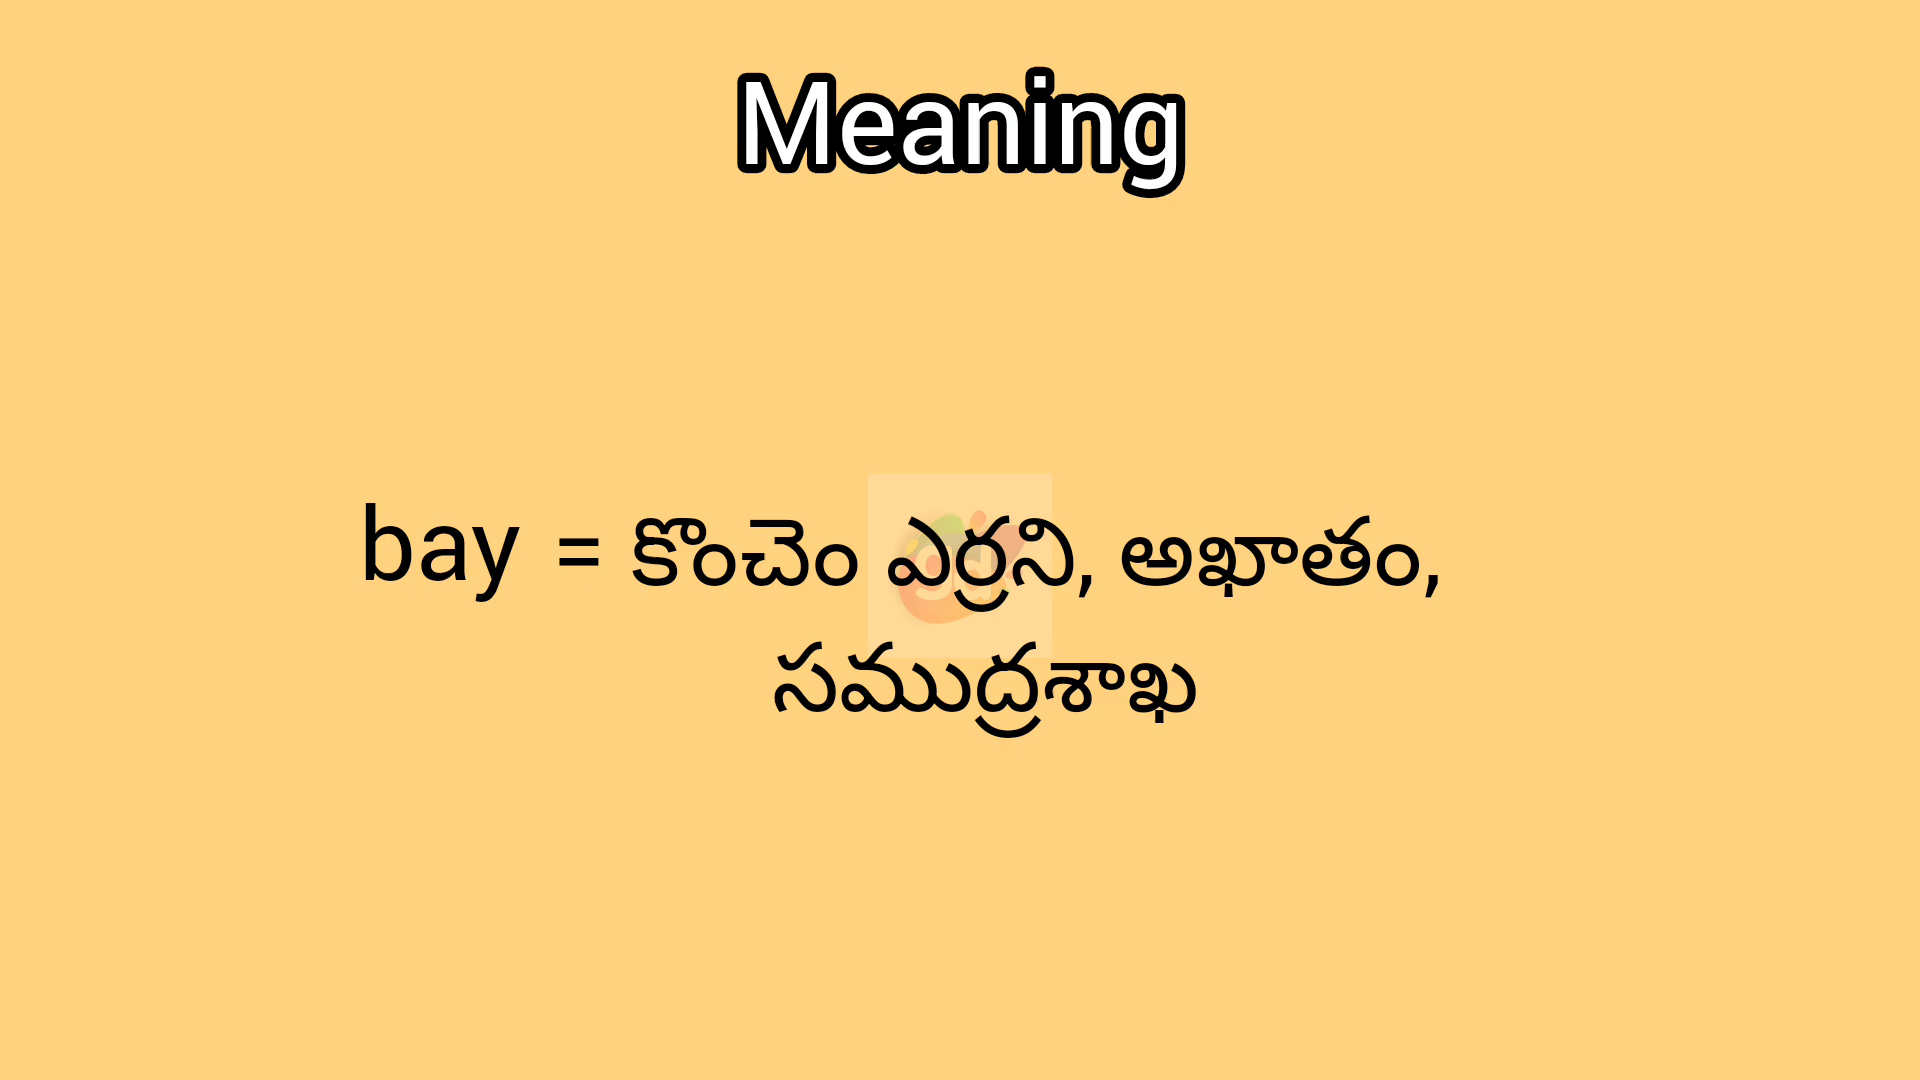 Meaning
bay = కొంచెం ఎర్రని, అఖాతం,
సముద్రశాఖ